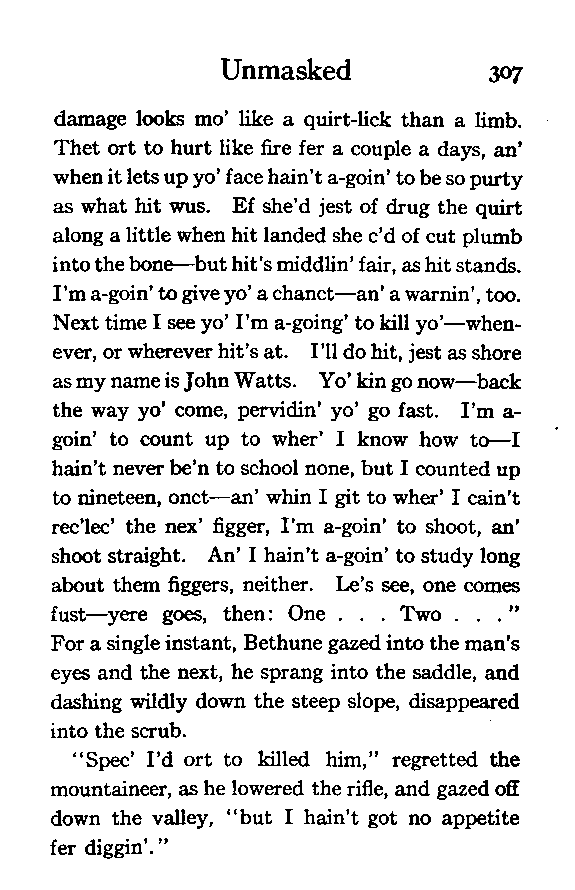 Unmasked 307
damage looks mo' like a quirt-lick than a limb.
Thet ort to hurt like fire fer a couple a days, an'
when it lets up yo' face hain't a-goin' to be so purty
as what hit wus. Ef she'd jest of drug the quirt
along a little when hit landed she c'd of cut plumb
into the bone—but hit's middlin' fair, as hit stands.
I'm a-goin' to give yo' a chanct—an' a warnin', too.
Next time I see yo' I'm a-going' to kill yo'—when-
ever, or wherever hit's at. I'll do hit, jest as shore
as my name is John Watts. Yo' kin go now—back
the way yo' come, pervidin' yo' go fast. I'm a-
goin' to count up to wher' I know how to—I
hain't never be'n to school none, but I counted up
to nineteen, onct—an' whin I git to wher' I cain't
rec'lec' the nex' figger, I'm a-goin' to shoot, an'
shoot straight. An' I hain't a-goin' to study long
about them figgers, neither. Le's see, one comes
fust—yere goes, then: One . . . Two . . ."
For a single instant, Bethune gazed into the man's
eyes and the next, he sprang into the saddle, and
dashing wildly down the steep slope, disappeared
into the scrub.
"Spec' I'd ort to killed him," regretted the
mountaineer, as he lowered the rifle, and gazed off
down the valley, "but I hain't got no appetite
fer diggin'."